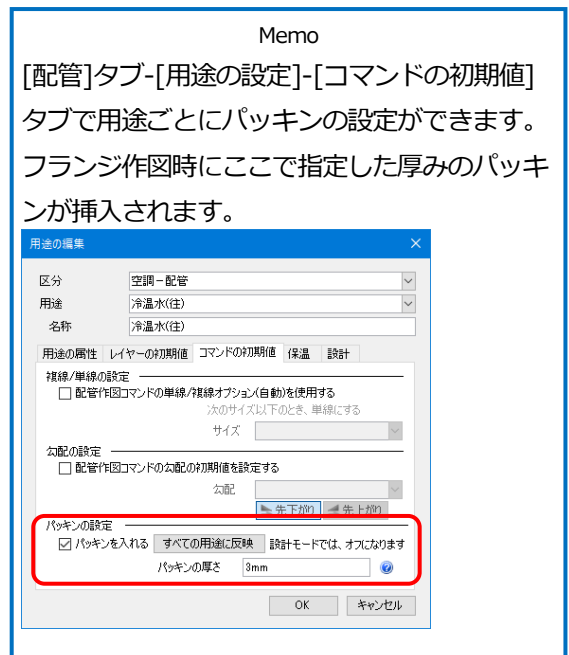 Memo
[配管]タブ-[用途の設定]-[コマンドの初期値]
タブで用途ごとにパッキンの設定ができます。
フランジ作図時にここで指定した厚みのパッキ
ンが挿入されます。
用途の編集
区分 空調－配管
用途 冷温水(往)
名称 冷温水(往)
用途の属性 レイヤーの初期値 コマンドの初期値 保温 設計
複線/単線の設定
配管作図コマンドの単線/複線オプション(自動)を使用する
次のサイズ以下のとき、単線にする
サイズ
勾配の設定
配管作図コマンドの勾配の初期値を設定する
勾配
先下がり 先上がり
パッキンの設定
パッキンを入れる すべての用途に反映 設計モードでは、オフになります
パッキンの厚さ 3mm
OK キャンセル